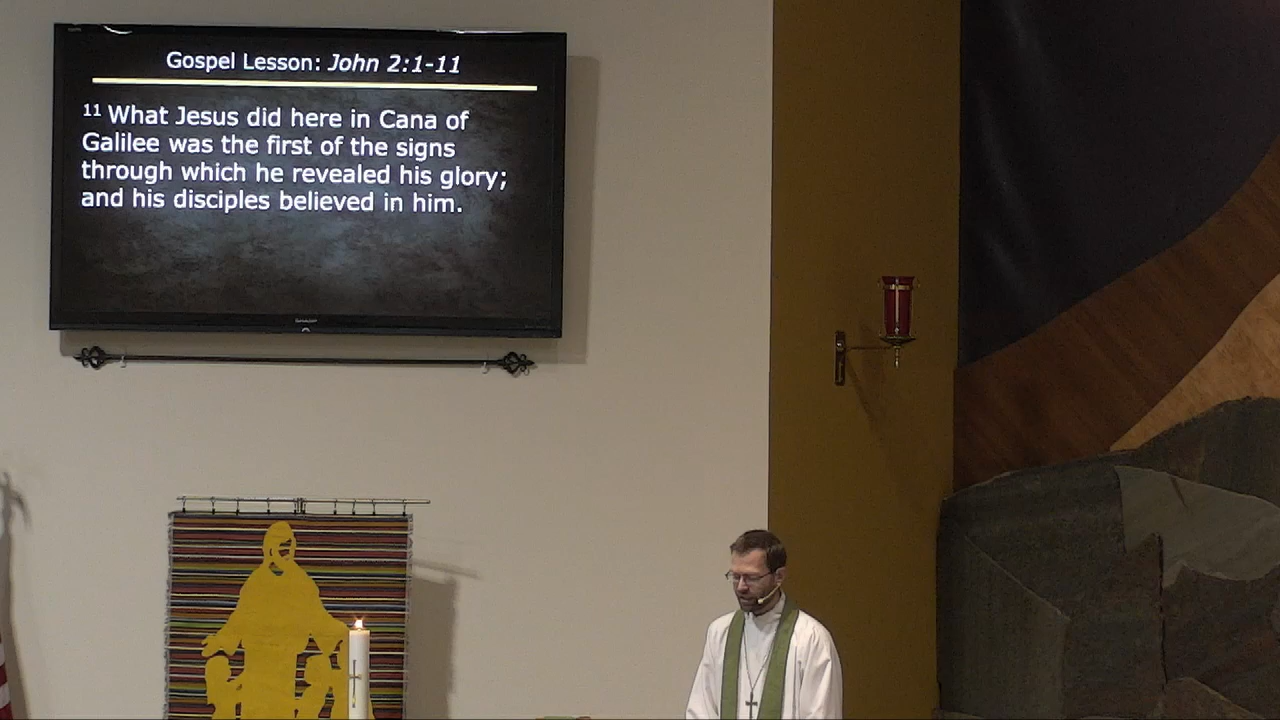 Gospel Lesson: John 2:1-11
11 What Jesus did here in Cana of
Galilee was the first of the signs
through which he revealed his glory;
and his disciples believed in him.